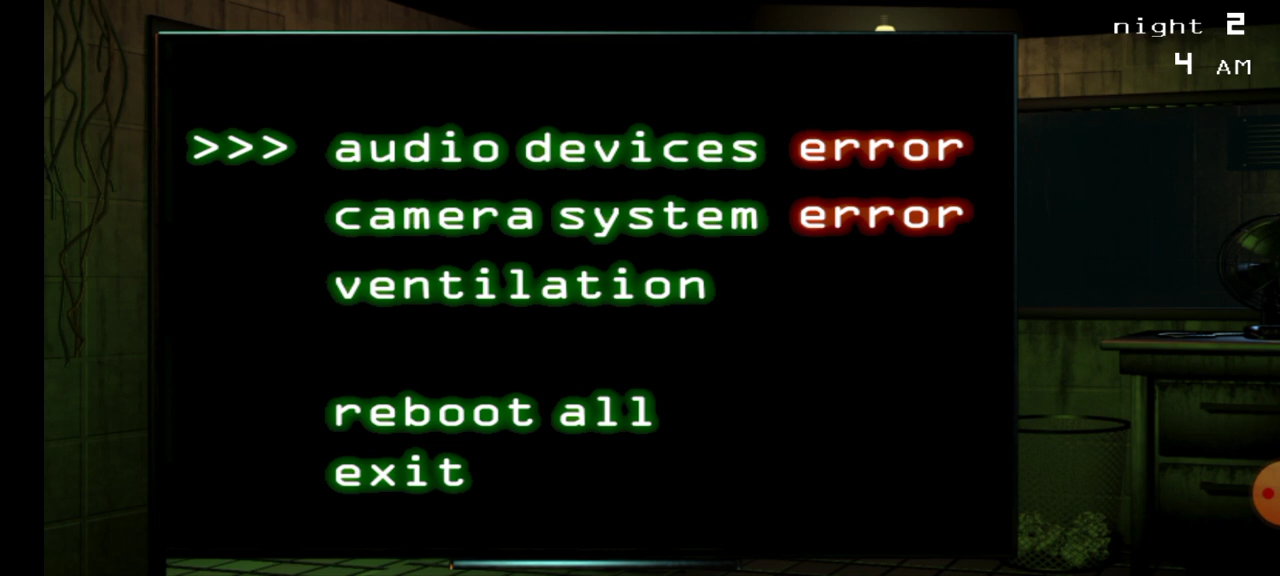 night 2
4 AM
>>> audio devices error
camera system error
ventilation
reboot all
exit